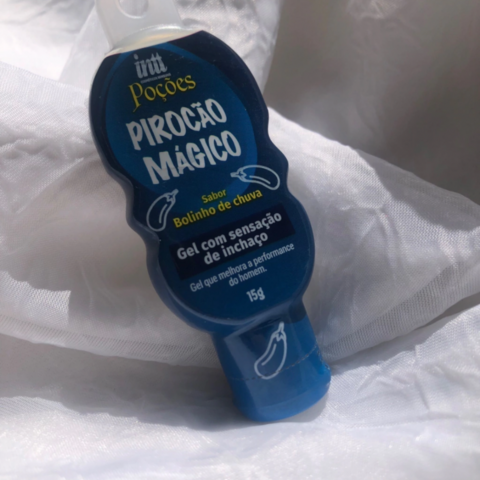 intt
Poções
PIROCÃO
MÁGICO
Sabor
Bolinho de chuva
Gel com sensação
de inchaço
Gel que melhora a performance
do homem.
15g